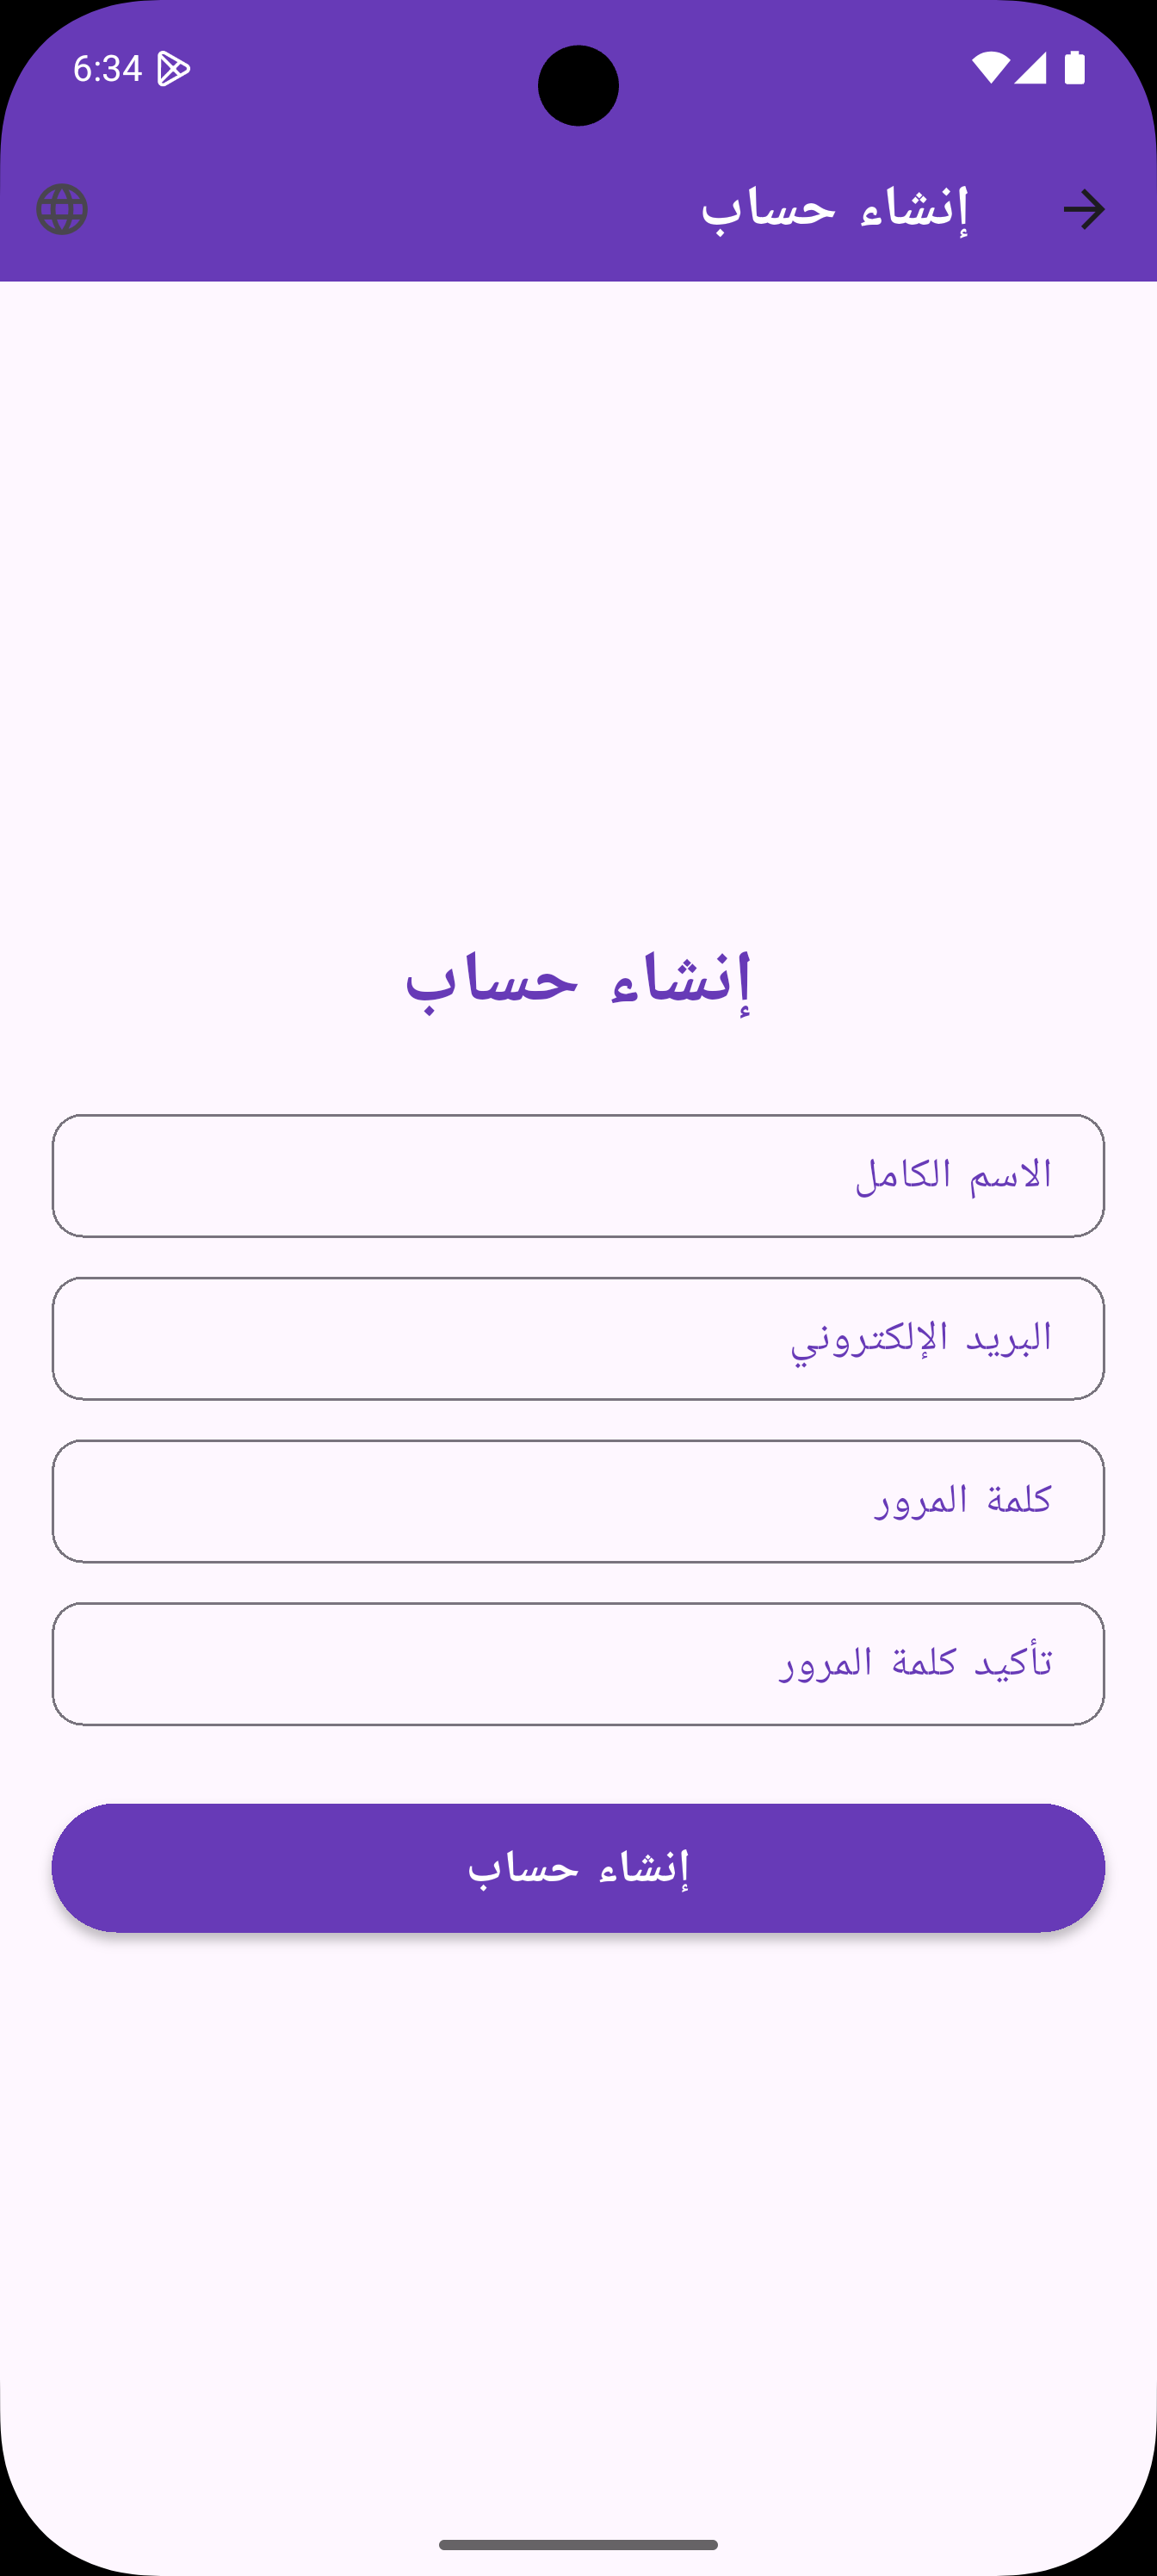 6:34
إنشاء حساب
إنشاء حساب
الاسم الكامل
البريد الإلكتروني
كلمة المرور
تأكيد كلمة المرور
إنشاء حساب